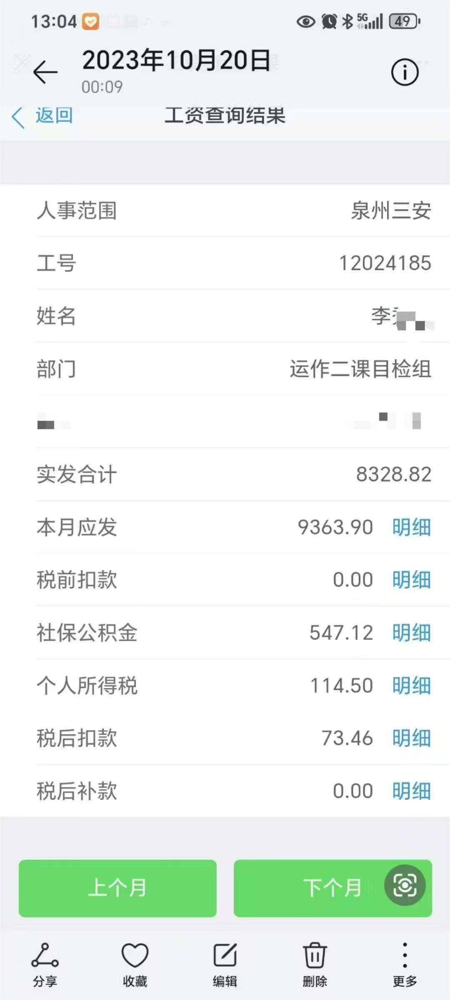 13:04 5G 49
2023年10月20日
00:09
返回 工资查询结果
人事范围 泉州三安
工号 12024185
姓名 李
部门 运作二课目检组
实发合计 8328.82
本月应发 9363.90 明细
税前扣款 0.00 明细
社保公积金 547.12 明细
个人所得税 114.50 明细
税后扣款 73.46 明细
税后补款 0.00 明细
上个月 下个月
分享 收藏 编辑 删除 更多